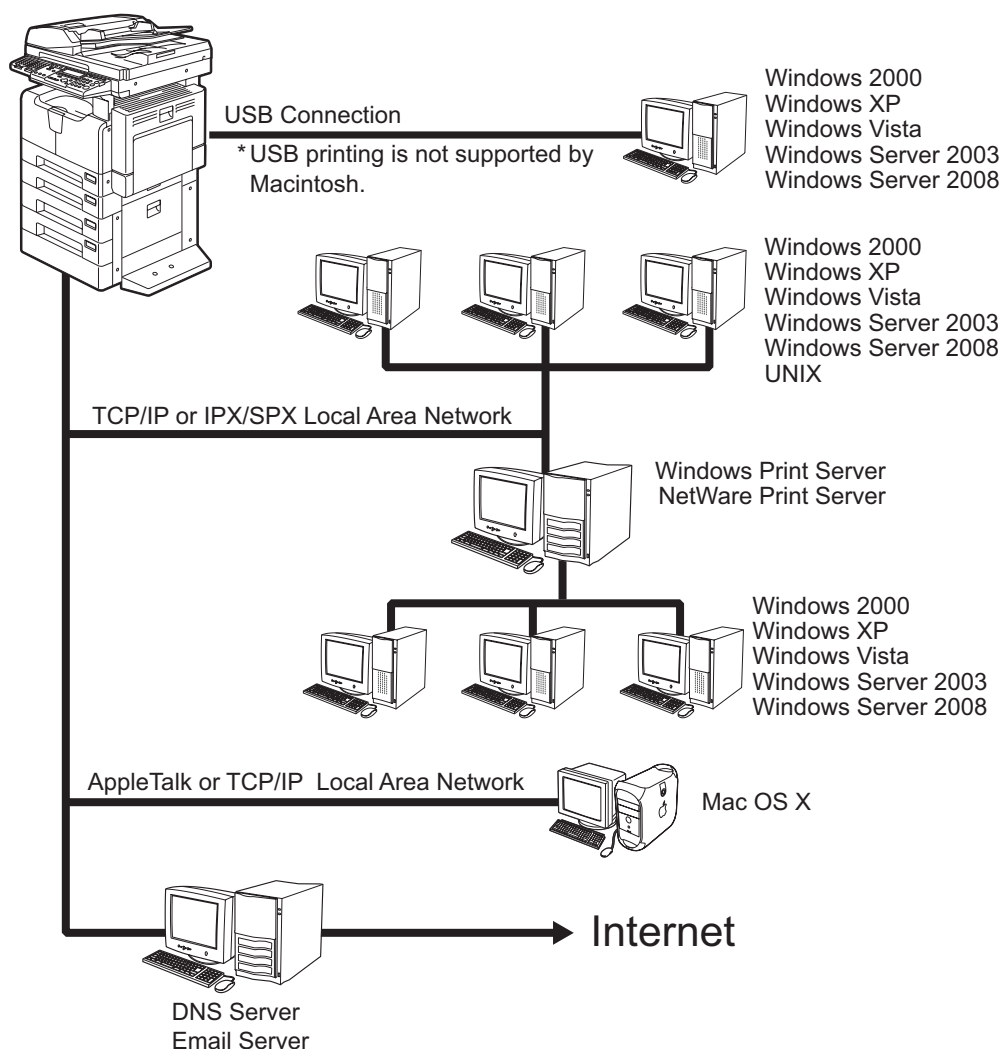 Windows 2000
Windows XP
USB Connection
Windows Vista
* USB printing is not supported by
Windows Server 2003
Macintosh.
Windows Server 2008
Windows 2000
Windows XP
Windows Vista
Windows Server 2003
Windows Server 2008
UNIX
TCP/IP or IPX/SPX Local Area Network
Windows Print Server
NetWare Print Server
Windows 2000
Windows XP
Windows Vista
Windows Server 2003
Windows Server 2008
AppleTalk or TCP/IP Local Area Network
Mac OS X
Internet
DNS Server
Email Server